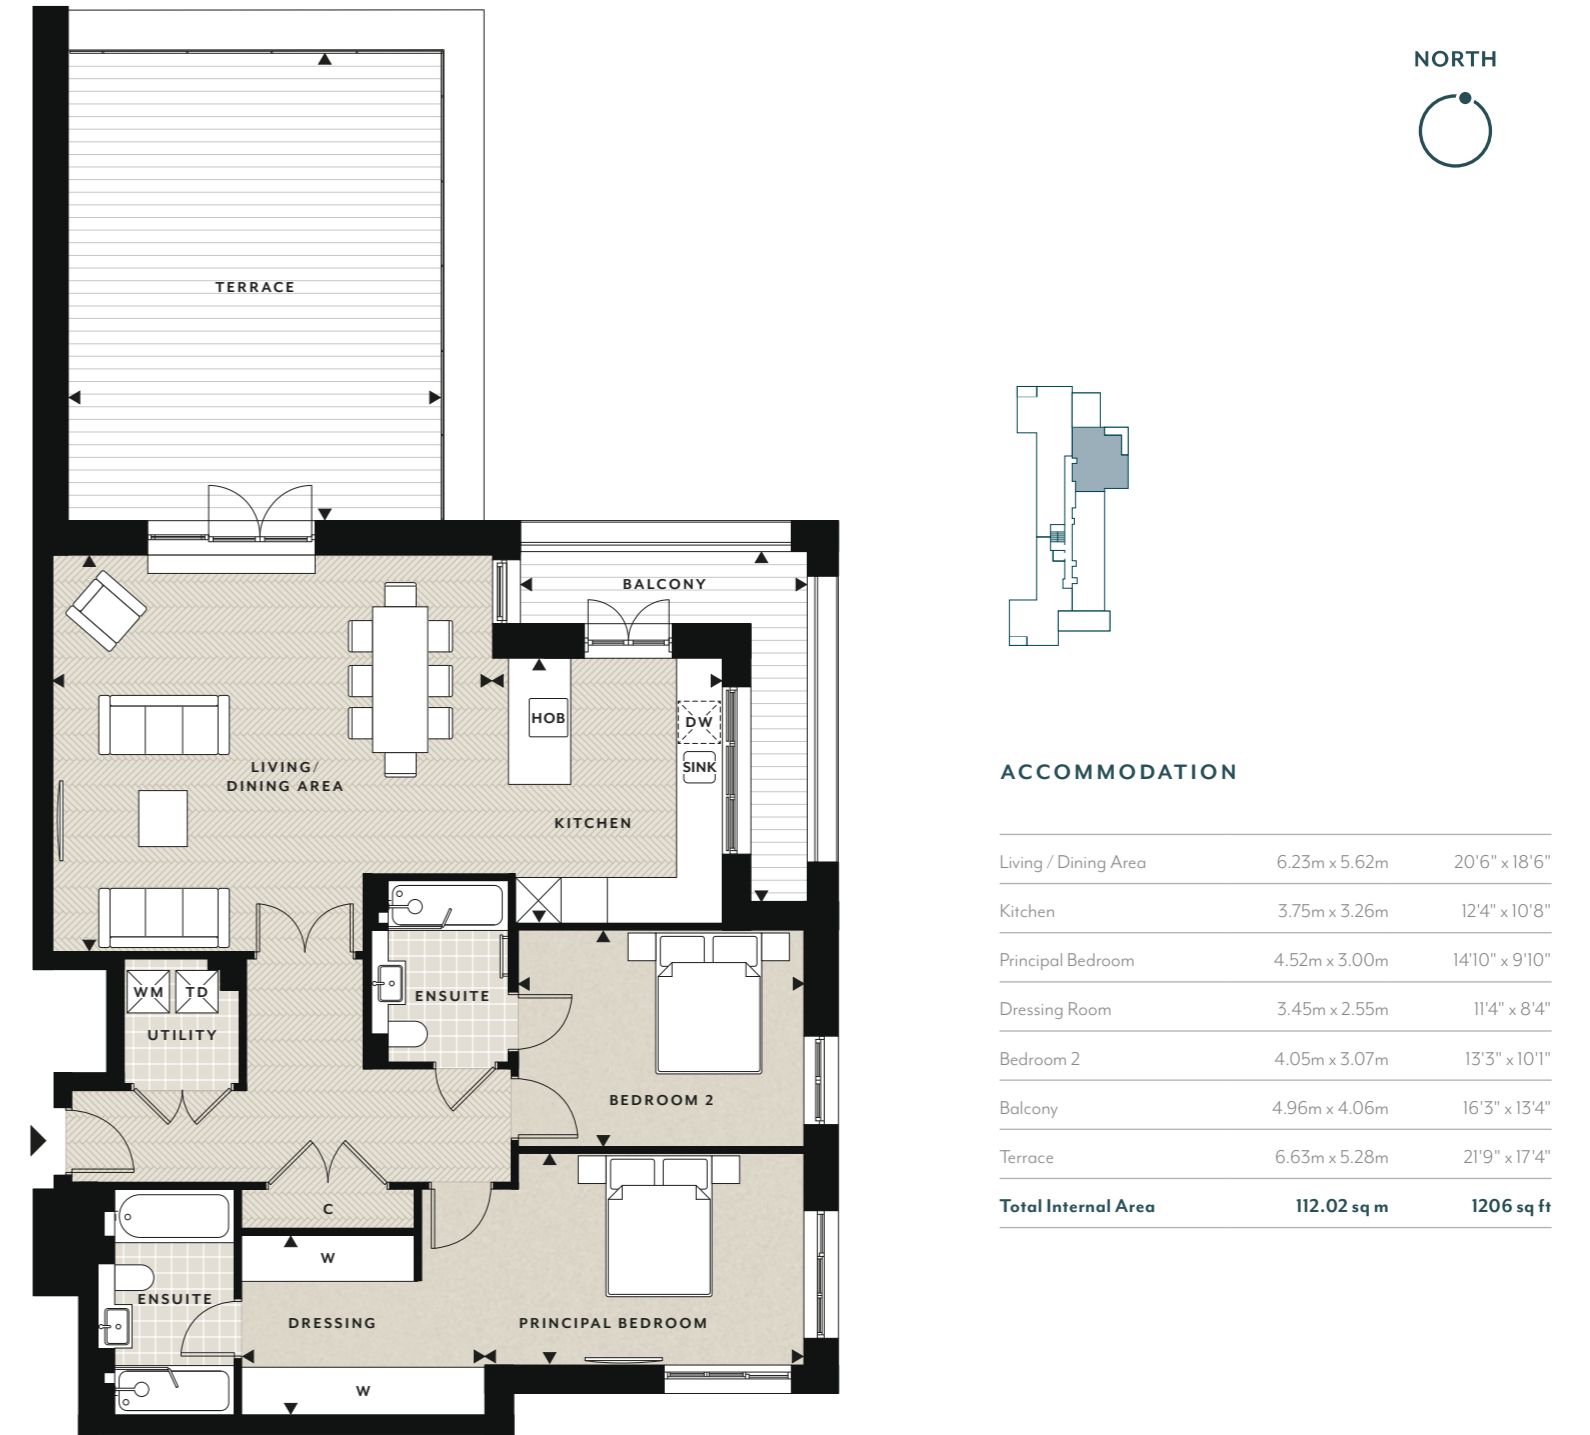 NORTH
TERRACE
BALCONY
HOB
DW
SINK
LIVING/
DINING AREA
KITCHEN
WM TD
UTILITY
ENSUITE
BEDROOM 2
C
W
ENSUITE
DRESSING
PRINCIPAL BEDROOM
W
ACCOMMODATION
Living / Dining Area 6.23m x 5.62m 20'6" x 18'6"
Kitchen 3.75m x 3.26m 12'4" x 10'8"
Principal Bedroom 4.52m x 3.00m 14'10" x 9'10"
Dressing Room 3.45m x 2.55m 11'4" x 8'4"
Bedroom 2 4.05m x 3.07m 13'3" x 10'1"
Balcony 4.96m x 4.06m 16'3" x 13'4"
Terrace 6.63m x 5.28m 21'9" x 17'4"
Total Internal Area 112.02 sq m 1206 sq ft